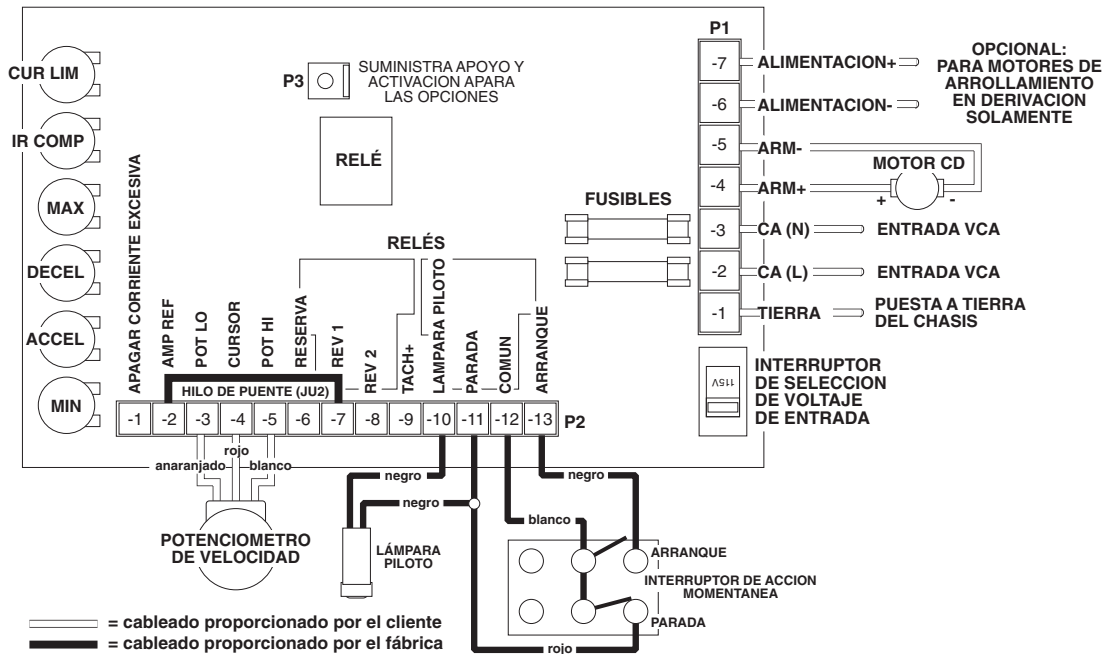 CUR LIM
IR COMP
MAX
DECEL
ACCEL
MIN
P3
SUMINISTRA APOYO Y
ACTIVACION APARA
LAS OPCIONES
RELÉ
FUSIBLES
RELÉS
APAGAR CORRIENTE EXCESIVA
AMP REF
POT LO
CURSOR
POT HI
RESERVA
REV 1
REV 2
TACH+
LAMPARA PILOTO
PARADA
COMUN
ARRANQUE
HILO DE PUENTE (JU2)
-1 -2 -3 -4 -5 -6 -7 -8 -9 -10 -11 -12 -13
P2
P1
-7 ALIMENTACION+
-6 ALIMENTACION-
-5 ARM-
-4 ARM+
-3 CA (N) ENTRADA VCA
-2 CA (L) ENTRADA VCA
-1 TIERRA PUESTA A TIERRA
DEL CHASIS
OPCIONAL:
PARA MOTORES DE
ARROLLAMIENTO
EN DERIVACION
SOLAMENTE
MOTOR CD
+ -
115V
INTERRUPTOR
DE SELECCION
DE VOLTAJE
DE ENTRADA
anaranjado
rojo
blanco
POTENCIOMETRO
DE VELOCIDAD
negro
negro
LÁMPARA
PILOTO
blanco
negro
ARRANQUE
INTERRUPTOR DE ACCION
MOMENTANEA
PARADA
rojo
= cableado proporcionado por el cliente
= cableado proporcionado por el fábrica